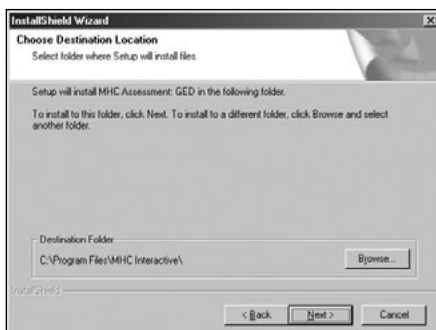 InstallShield Wizard
Choose Destination Location
Select folder where Setup will install files.
Setup will install MHC Assessment: GED in the following folder.
To install to this folder, click Next. To install to a different folder, click Browse and select
another folder.
Destination Folder
C:\Program Files\MHC Interactive\
Browse...
InstallShield
< Back
Next >
Cancel